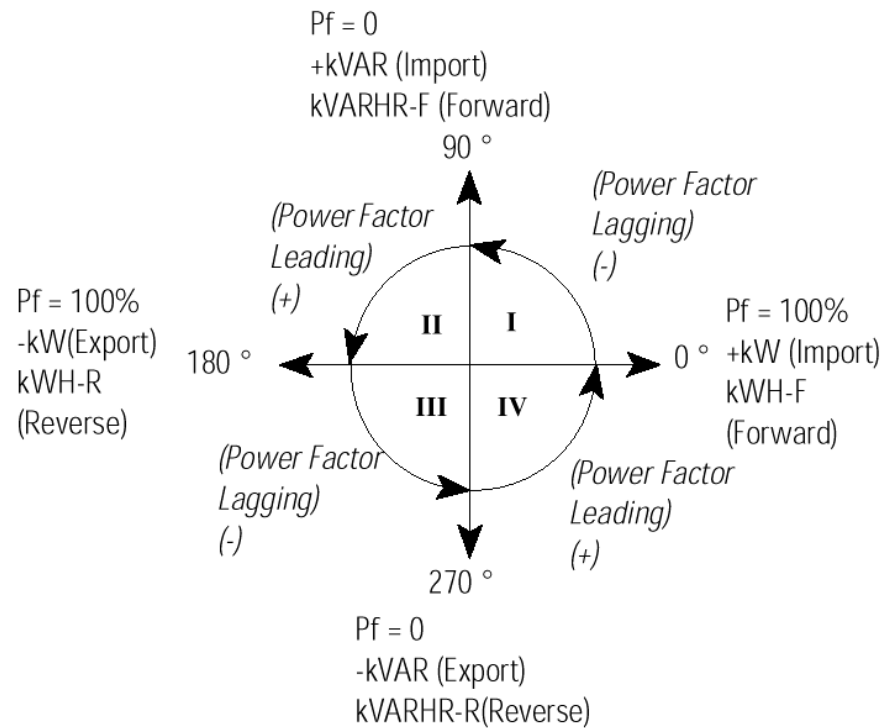 Pf = 0
+kVAR (Import)
kVARHR-F (Forward)
90 °
(Power Factor
Lagging)
(-)
(Power Factor
Leading)
(+)
Pf = 100%
-kW(Export)
kWH-R
(Reverse)
180 °
II
I
0 °
Pf = 100%
+kW (Import)
kWH-F
(Forward)
III
IV
(Power Factor
Lagging)
(-)
(Power Factor
Leading)
(+)
270 °
Pf = 0
-kVAR (Export)
kVARHR-R(Reverse)